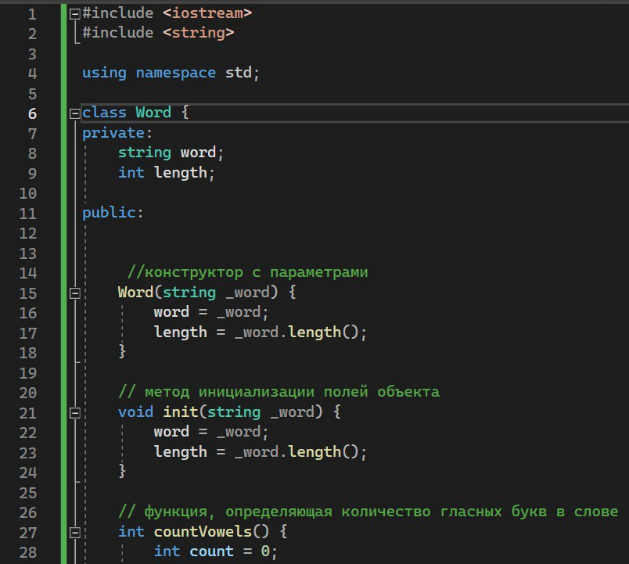 1 #include <iostream>
2 #include <string>
3
4 using namespace std;
5
6 class Word {
7 private:
8 string word;
9 int length;
10
11 public:
12
13
14 //конструктор с параметрами
15 Word(string _word) {
16 word = _word;
17 length = _word.length();
18 }
19
20 // метод инициализации полей объекта
21 void init(string _word) {
22 word = _word;
23 length = _word.length();
24 }
25
26 // функция, определяющая количество гласных букв в слове
27 int countVowels() {
28 int count = 0;